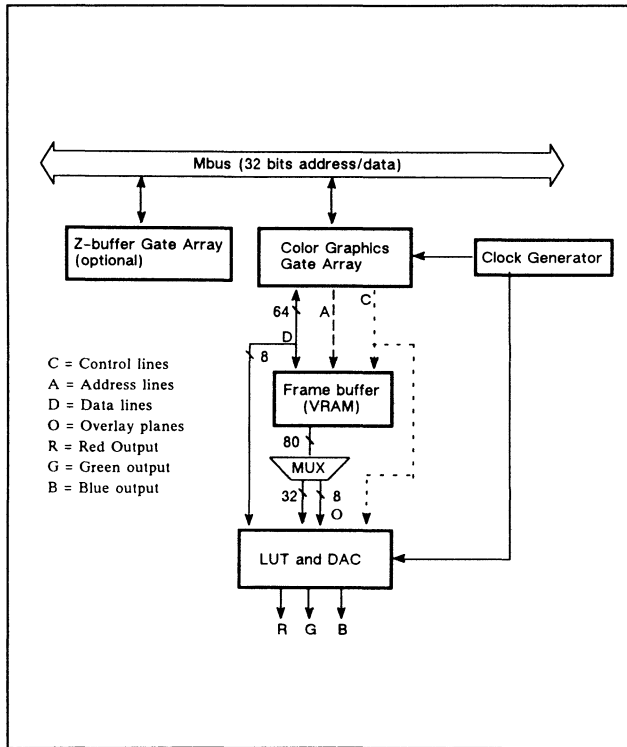 Mbus (32 bits address/data)
Z-buffer Gate Array
(optional)
Color Graphics
Gate Array
Clock Generator
C
64
A
D
8
C = Control lines
A = Address lines
D = Data lines
O = Overlay planes
R = Red Output
G = Green output
B = Blue output
Frame buffer
(VRAM)
80
MUX
32
8
O
LUT and DAC
R
G
B